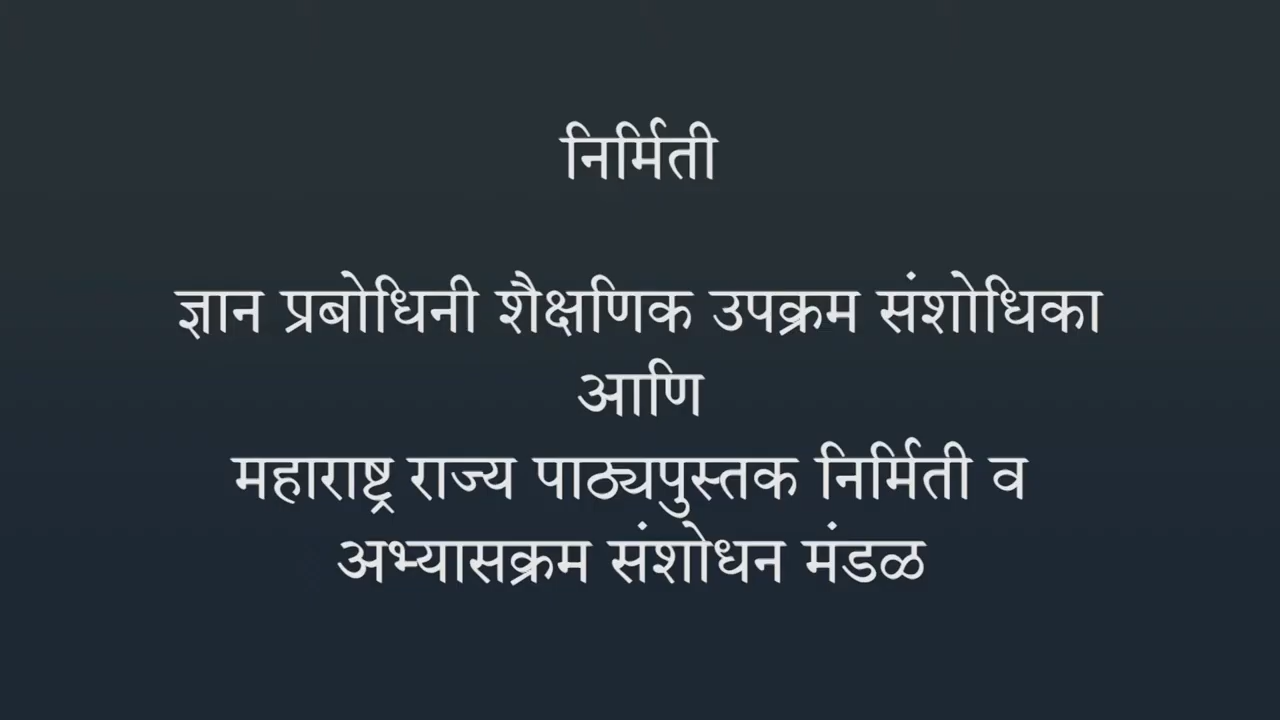 निर्मिती
ज्ञान प्रबोधिनी शैक्षणिक उपक्रम संशोधिका
आणि
महाराष्ट्र राज्य पाठ्यपुस्तक निर्मिती व
अभ्यासक्रम संशोधन मंडळ